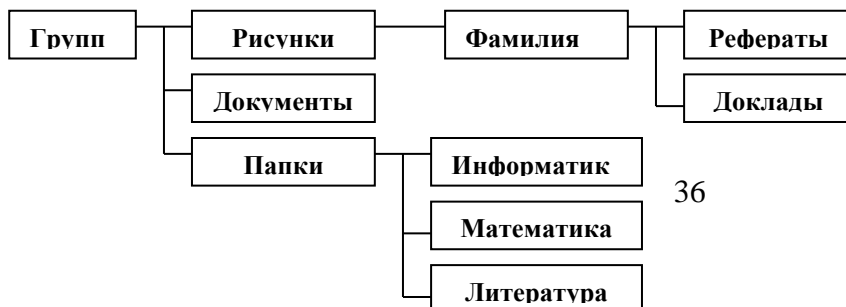 Групп Рисунки Фамилия Рефераты
Документы Доклады
Папки Информатик
36
Математика
Литература